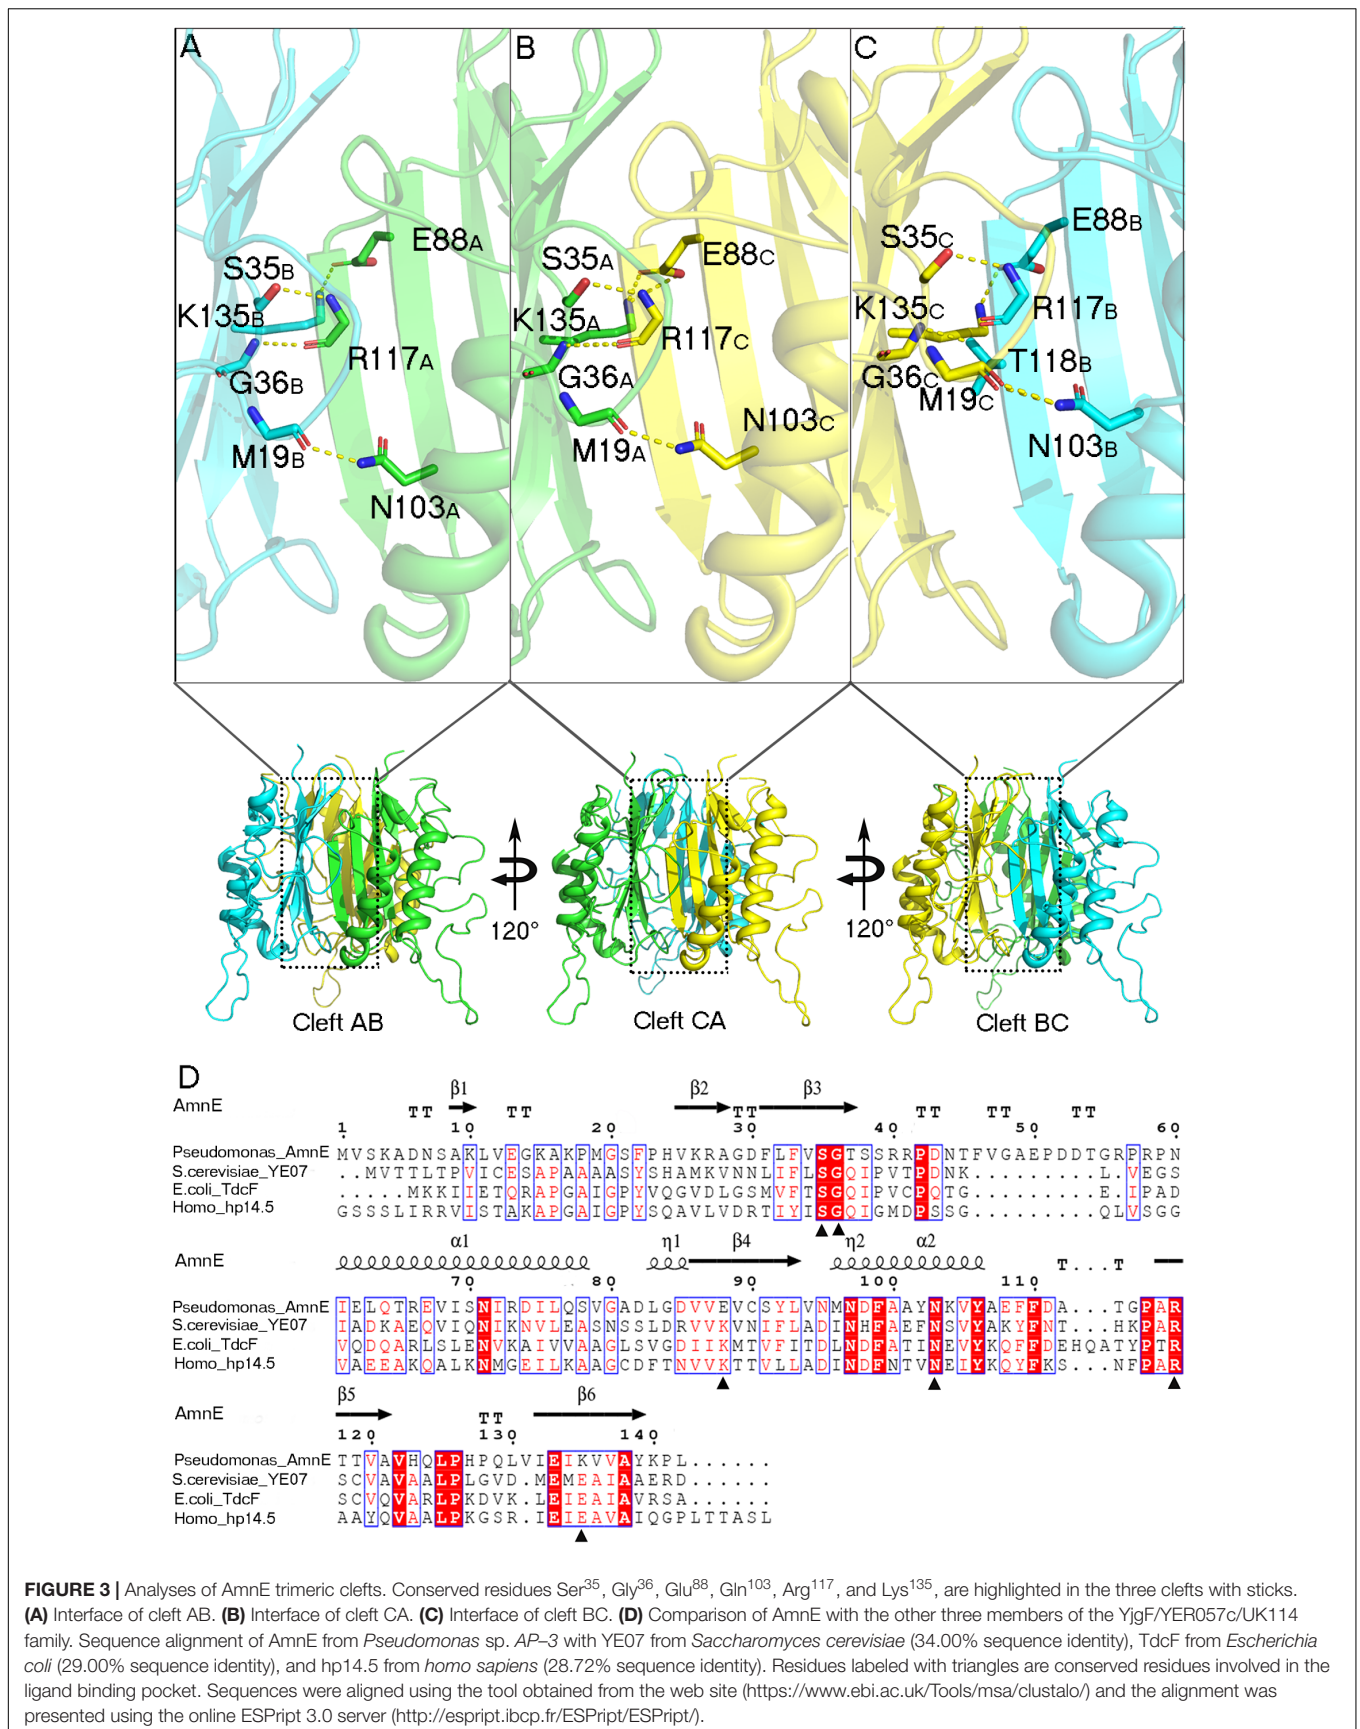 A
B
C
E88A
S35B
K135B
R117A
G36B
M19B
N103A
S35A
E88C
K135A
R117C
G36A
N103C
M19A
S35C
E88B
K135C
R117B
T118B
G36C
M19C
N103B
120°
120°
Cleft AB
Cleft CA
Cleft BC
D
β1 β2 β3
AmnE TT TT TT TT TT TT
1 10 20 30 40 50 60
Pseudomonas_AmnE MVSKADNSAKLVEGKAKPMGSFPHVKRAGDFLFVSGTSSRRPDNTFVGAEPDDTGRPRPN
S.cerevisiae_YE07 ..MVTTLTPVICESAPAAAASYSHAMKVNNLIFLSGQIPVTPDNK.........L.VEGS
E.coli_TdcF .....MKKIIETQRAPGAIGPYVQGVDLGSMVFTSGQIPVCPQTG.........E.IPAD
Homo_hp14.5 GSSSLIRRVISTAKAPGAIGPYSQAVLVDRTIYISGQIGMDPSSG.........QLVSGG
α1 η1 β4 η2 α2
AmnE T...T
70 80 90 100 110
Pseudomonas_AmnE IELQTREVISNIRDILQSVGADLGDVVEVCSYLVNMNDFAAYNKVYAEFFDA...TGPAR
S.cerevisiae_YE07 IADKAEQVIQNIKNVLEASNSSLDRVVKVNIFLADINHFAEFNSVYAKYFNT...HKPAR
E.coli_TdcF VQDQARLSLENVKAIVVAAGLSVGDIIKMTVFITDLNDFATINEVYKQFFDEHQATYPTR
Homo_hp14.5 VAEEAKQALKNMGEILKAAGCDFTNVVKTTVLLADINDFNTVNEIYKQYFKS...NFPAR
β5 β6
AmnE TT
120 130 140
Pseudomonas_AmnE TTVAVHQLPHPQLVIEIKVVAYKPL......
S.cerevisiae_YE07 SCVAVAALPLGVD.MEMEAIAAERD......
E.coli_TdcF SCVQVARLPKDVK.LEIEAIAVRSA......
Homo_hp14.5 AAYQVAALPKGSR.IEIEAVAIQGPLTTASL
FIGURE 3 | Analyses of AmnE trimeric clefts. Conserved residues Ser35, Gly36, Glu88, Gln103, Arg117, and Lys135, are highlighted in the three clefts with sticks.
(A) Interface of cleft AB. (B) Interface of cleft CA. (C) Interface of cleft BC. (D) Comparison of AmnE with the other three members of the YjgF/YER057c/UK114
family. Sequence alignment of AmnE from Pseudomonas sp. AP–3 with YE07 from Saccharomyces cerevisiae (34.00% sequence identity), TdcF from Escherichia
coli (29.00% sequence identity), and hp14.5 from homo sapiens (28.72% sequence identity). Residues labeled with triangles are conserved residues involved in the
ligand binding pocket. Sequences were aligned using the tool obtained from the web site (https://www.ebi.ac.uk/Tools/msa/clustalo/) and the alignment was
presented using the online ESPript 3.0 server (http://espript.ibcp.fr/ESPript/ESPript/).